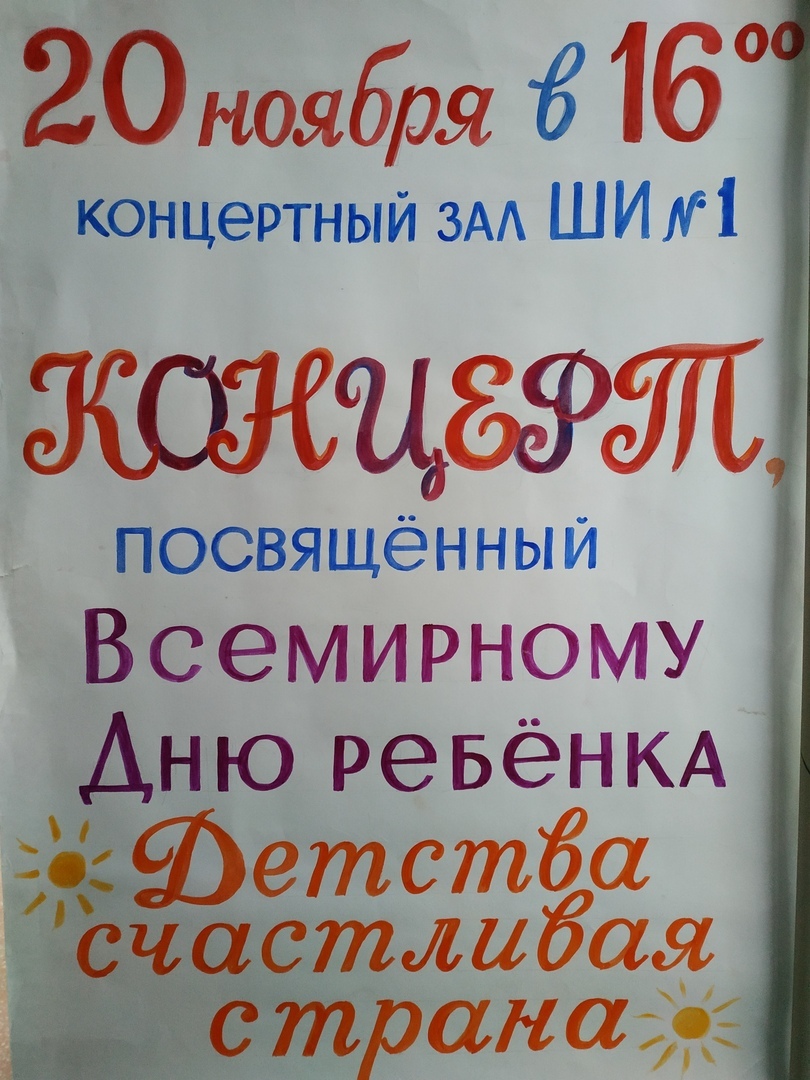 20 ноября в 16⁰⁰
концертный зал ШИ №1
КОНЦЕРТ,
посвящённый
Всемирному
Дню ребёнка
Детства
счастливая
страна